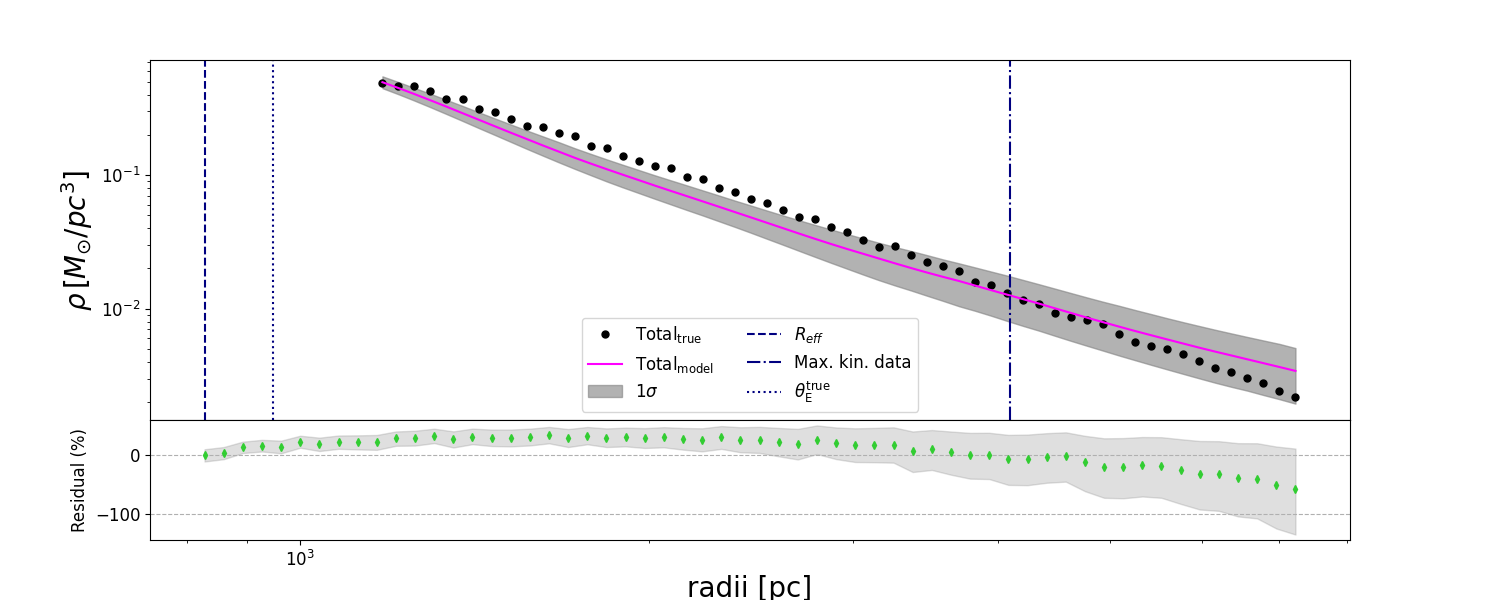 ρ [M⊙/pc³]
10⁻¹
10⁻²
Total_true
Total_model
1σ
R_eff
Max. kin. data
θ_E^true
Residual (%)
0
−100
10³
radii [pc]